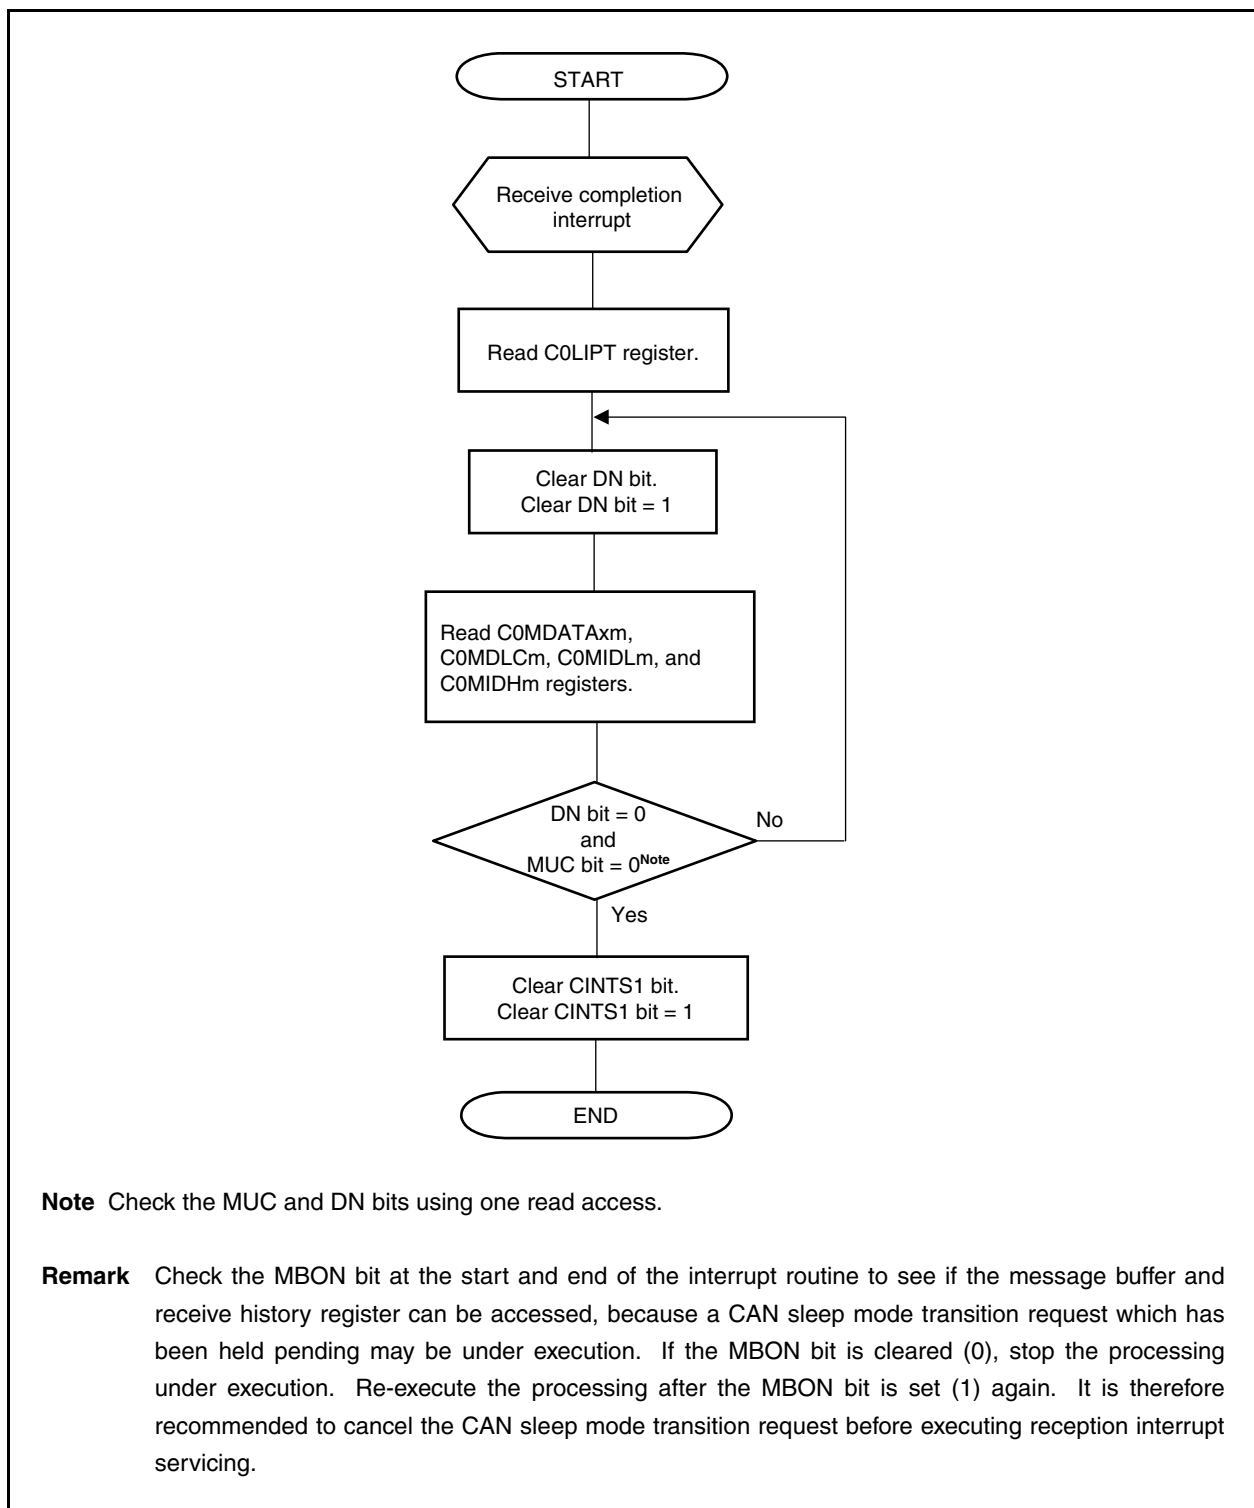 START
Receive completion
interrupt
Read C0LIPT register.
Clear DN bit.
Clear DN bit = 1
Read C0MDATAxm,
C0MDLCm, C0MIDLm, and
C0MIDHm registers.
DN bit = 0
and
MUC bit = 0Note
No
Yes
Clear CINTS1 bit.
Clear CINTS1 bit = 1
END
Note Check the MUC and DN bits using one read access.
Remark Check the MBON bit at the start and end of the interrupt routine to see if the message buffer and
receive history register can be accessed, because a CAN sleep mode transition request which has
been held pending may be under execution. If the MBON bit is cleared (0), stop the processing
under execution. Re-execute the processing after the MBON bit is set (1) again. It is therefore
recommended to cancel the CAN sleep mode transition request before executing reception interrupt
servicing.